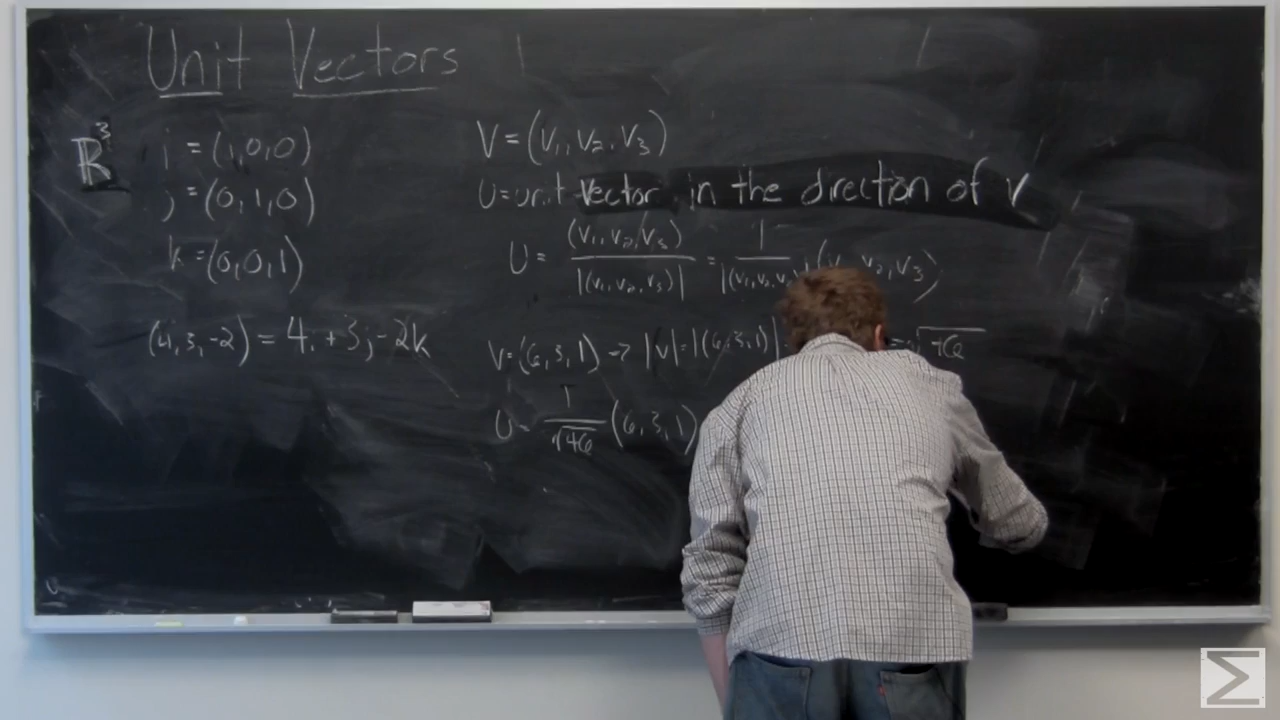 Unit Vectors
R³
i = (1,0,0)
j = (0,1,0)
k = (0,0,1)
(4,3,-2) = 4i + 3j - 2k
V = (V₁, V₂, V₃)
U = unit vector in the direction of V
U = (V₁, V₂, V₃) / |(V₁, V₂, V₃)| = 1 / |(V₁, V₂, V₃)| (V₁, V₂, V₃)
V = (6,3,1) → |V| = |(6,3,1)| = √46
U = 1/√46 (6,3,1)
Σ